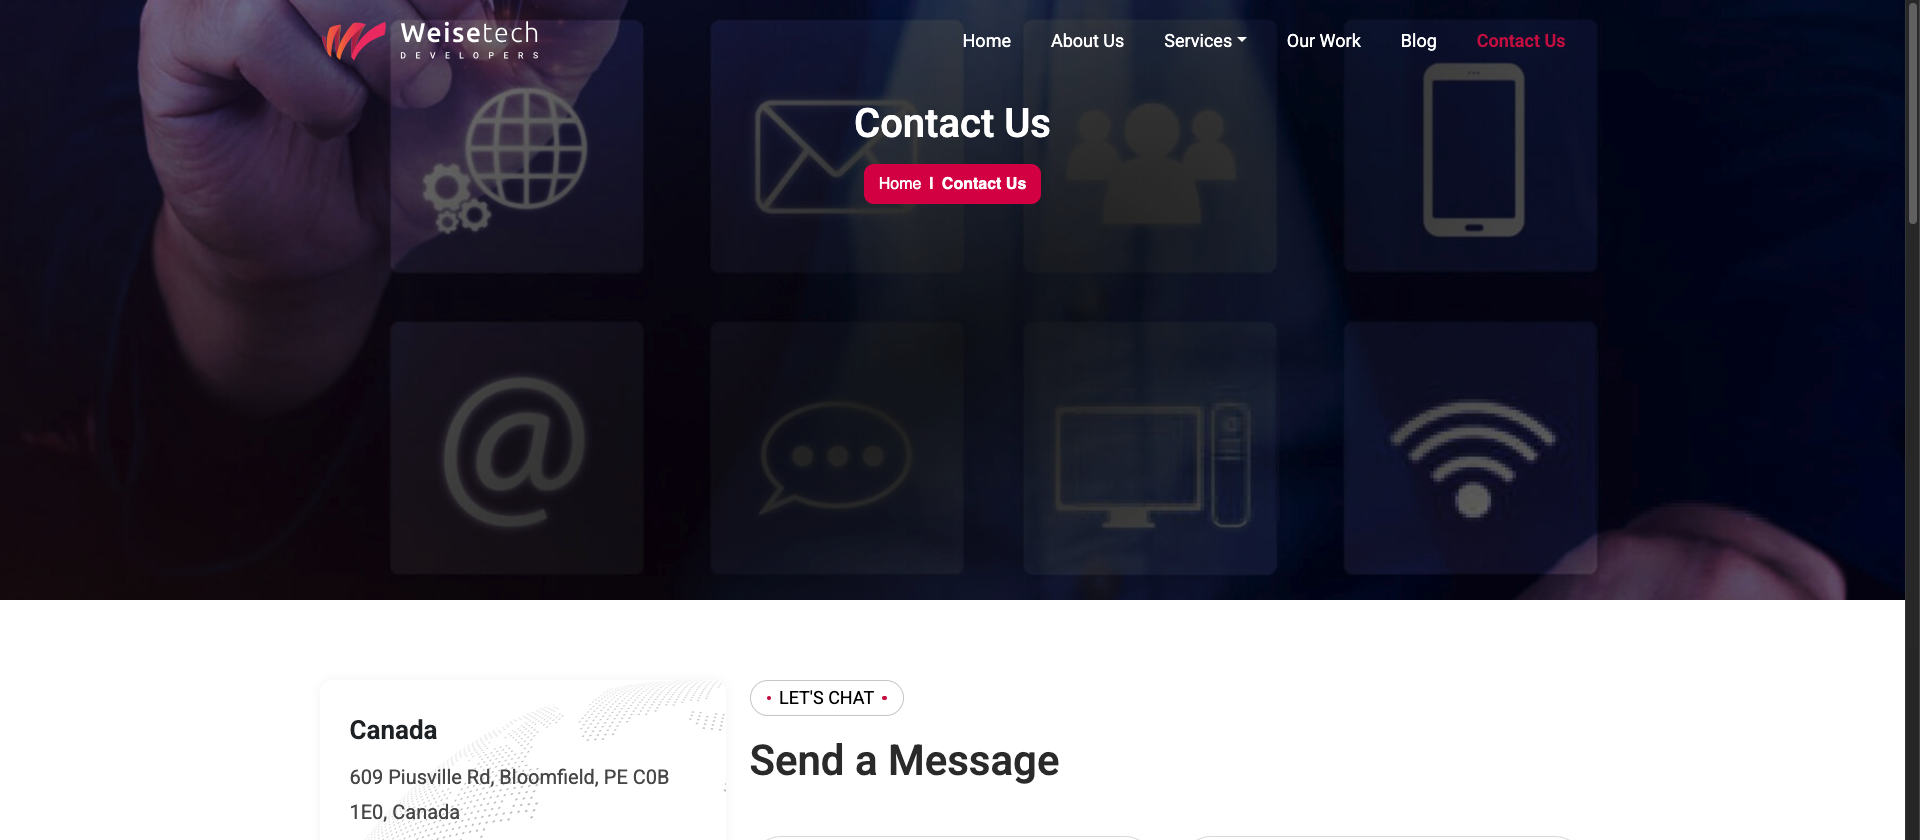 Weisetech
DEVELOPERS
Home About Us Services Our Work Blog Contact Us
Contact Us
Home I Contact Us
Canada
609 Piusville Rd, Bloomfield, PE C0B
1E0, Canada
LET'S CHAT
Send a Message